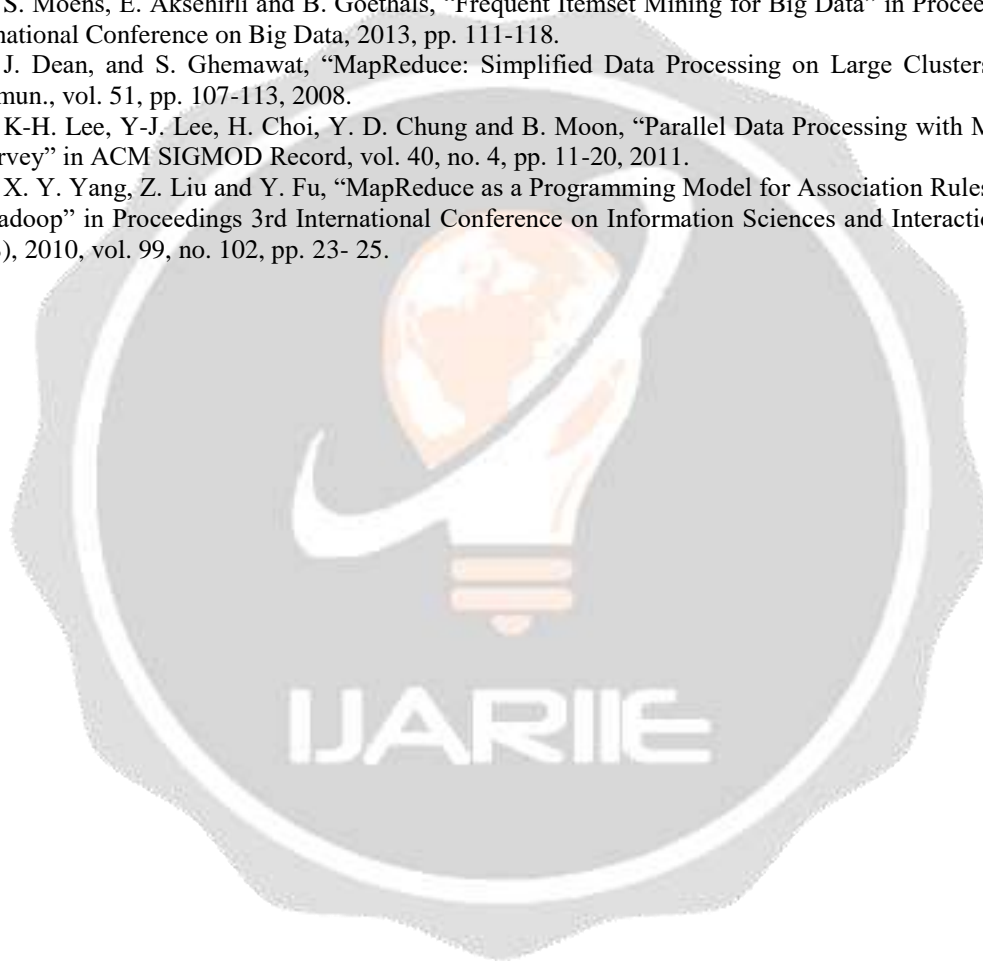 S. Moens, E. Aksehirli and B. Goethals, “Frequent Itemset Mining for Big Data” in
national Conference on Big Data, 2013, pp. 111-118.
J. Dean, and S. Ghemawat, “MapReduce: Simplified Data Processing on Large Clusters
mun., vol. 51, pp. 107-113, 2008.
K-H. Lee, Y-J. Lee, H. Choi, Y. D. Chung and B. Moon, “Parallel Data Processing with M
rvey” in ACM SIGMOD Record, vol. 40, no. 4, pp. 11-20, 2011.
X. Y. Yang, Z. Liu and Y. Fu, “MapReduce as a Programming Model for Association Rules
adoop” in Proceedings 3rd International Conference on Information Sciences and
), 2010, vol. 99, no. 102, pp. 23- 25.
IJARIIE